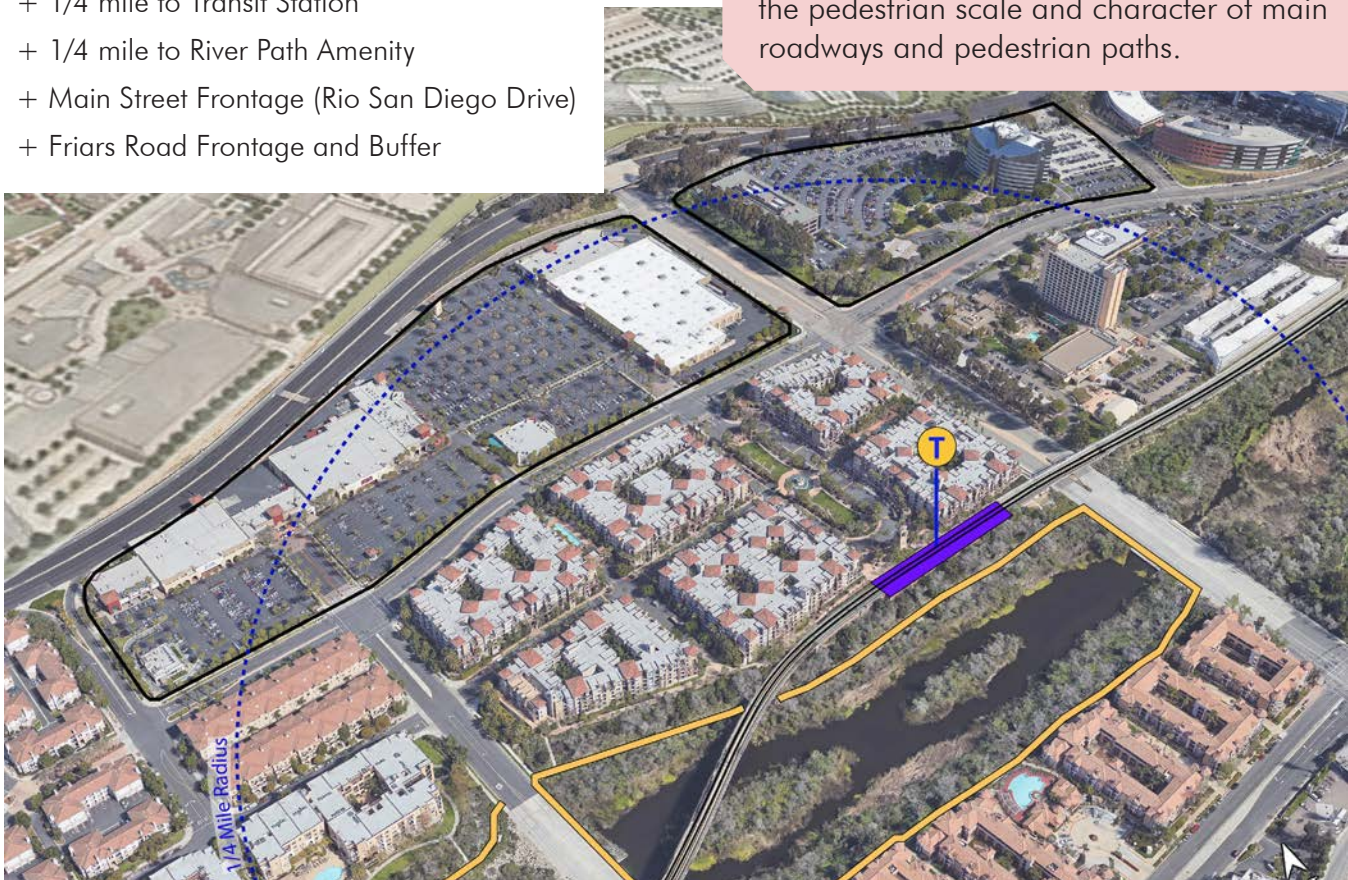 + 1/4 mile to Transit Station
+ 1/4 mile to River Path Amenity
+ Main Street Frontage (Rio San Diego Drive)
+ Friars Road Frontage and Buffer
the pedestrian scale and character of main
roadways and pedestrian paths.
T
1/4 Mile Radius